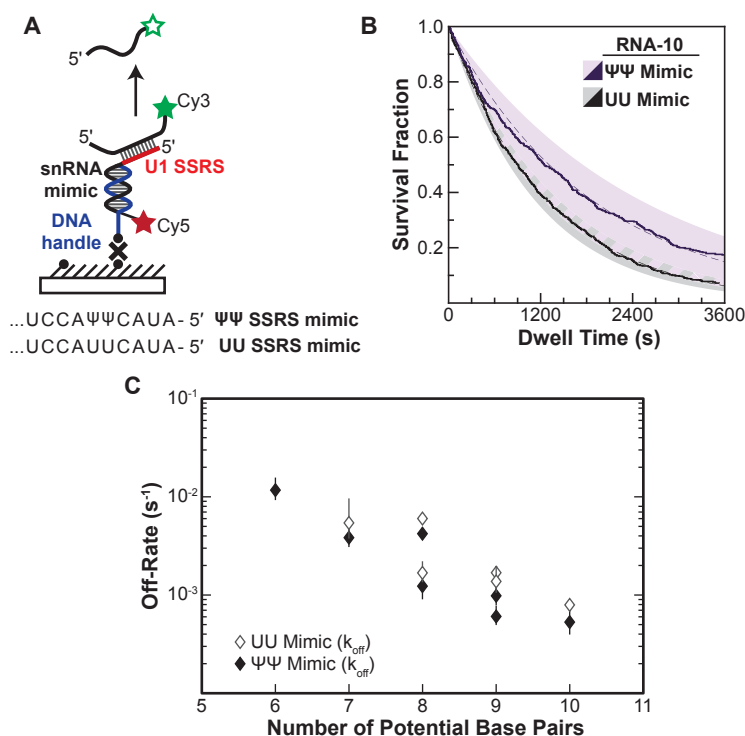 A
5′
Cy3
5′
5′
snRNA
mimic
U1 SSRS
DNA
handle
Cy5
...UCCAΨΨCAUA- 5′ ΨΨ SSRS mimic
...UCCAUUCAUA- 5′ UU SSRS mimic
B
RNA-10
ΨΨ Mimic
UU Mimic
Survival Fraction
1.0
0.8
0.6
0.4
0.2
0
1200
2400
3600
Dwell Time (s)
C
Off-Rate (s⁻¹)
10⁻¹
10⁻²
10⁻³
UU Mimic (k_off)
ΨΨ Mimic (k_off)
5
6
7
8
9
10
11
Number of Potential Base Pairs